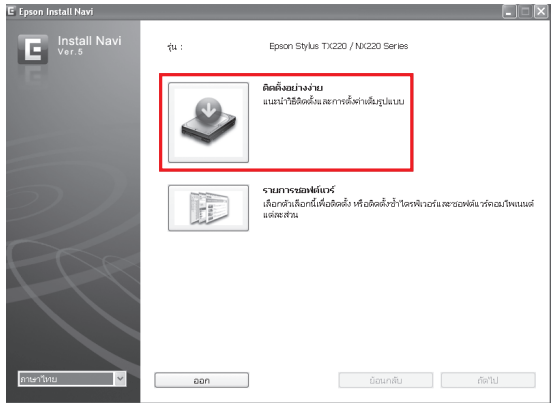 Epson Install Navi
Install Navi
Ver.5
รุ่น : Epson Stylus TX220 / NX220 Series
ติดตั้งอย่างง่าย
แนะนำวิธีติดตั้งและการตั้งค่าเต็มรูปแบบ
รายการซอฟต์แวร์
เลือกตัวเลือกนี้เพื่อติดตั้ง หรือติดตั้งซ้ำไดรฟ์เวอร์และซอฟต์แวร์คอมโพเนนต์
แต่ละส่วน
ภาษาไทย
ออก
ย้อนกลับ
ถัดไป